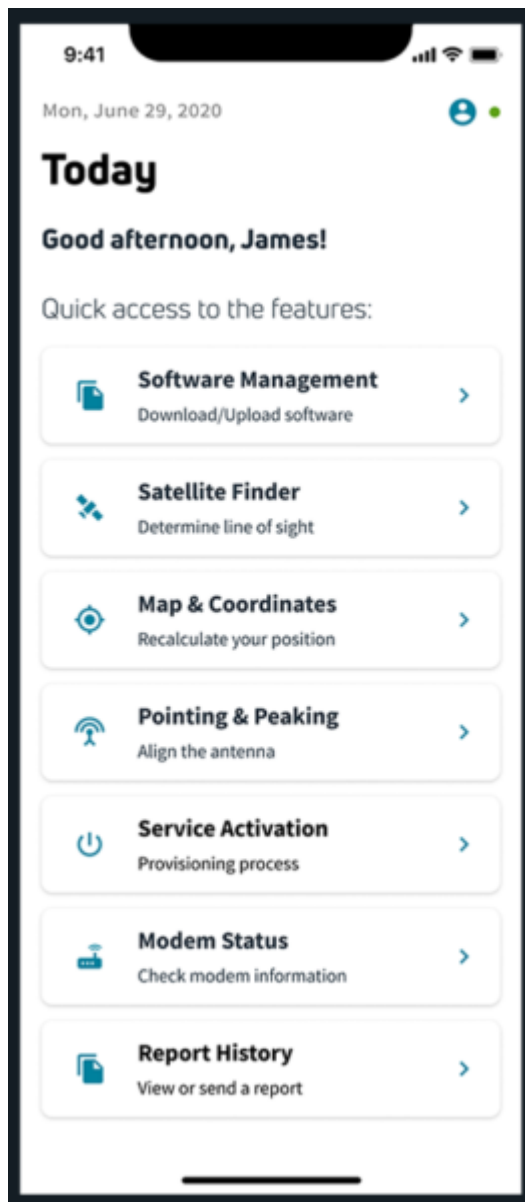 9:41
Mon, June 29, 2020
Today
Good afternoon, James!
Quick access to the features:
Software Management
Download/Upload software
Satellite Finder
Determine line of sight
Map & Coordinates
Recalculate your position
Pointing & Peaking
Align the antenna
Service Activation
Provisioning process
Modem Status
Check modem information
Report History
View or send a report